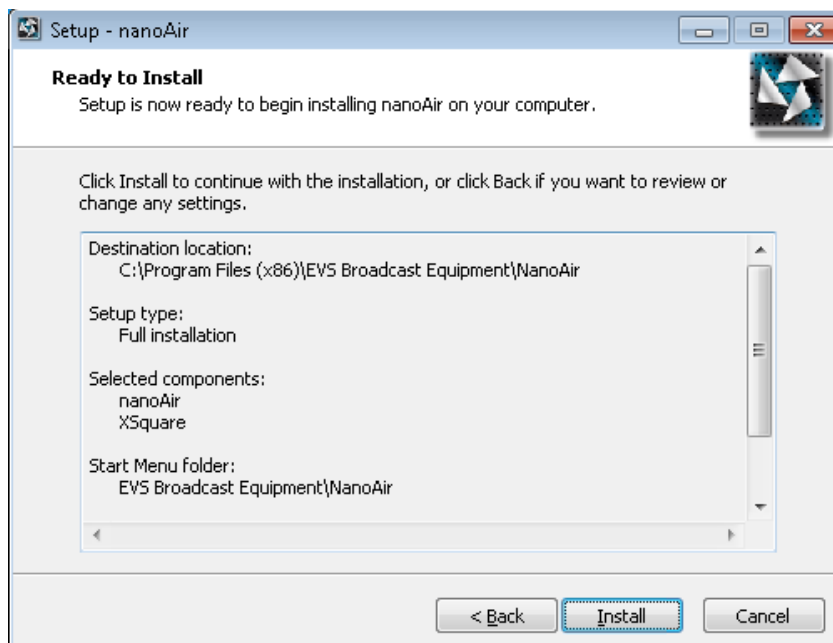 Setup - nanoAir
Ready to Install
Setup is now ready to begin installing nanoAir on your computer.
Click Install to continue with the installation, or click Back if you want to review or
change any settings.
Destination location:
C:\Program Files (x86)\EVS Broadcast Equipment\NanoAir
Setup type:
Full installation
Selected components:
nanoAir
XSquare
Start Menu folder:
EVS Broadcast Equipment\NanoAir
< Back
Install
Cancel